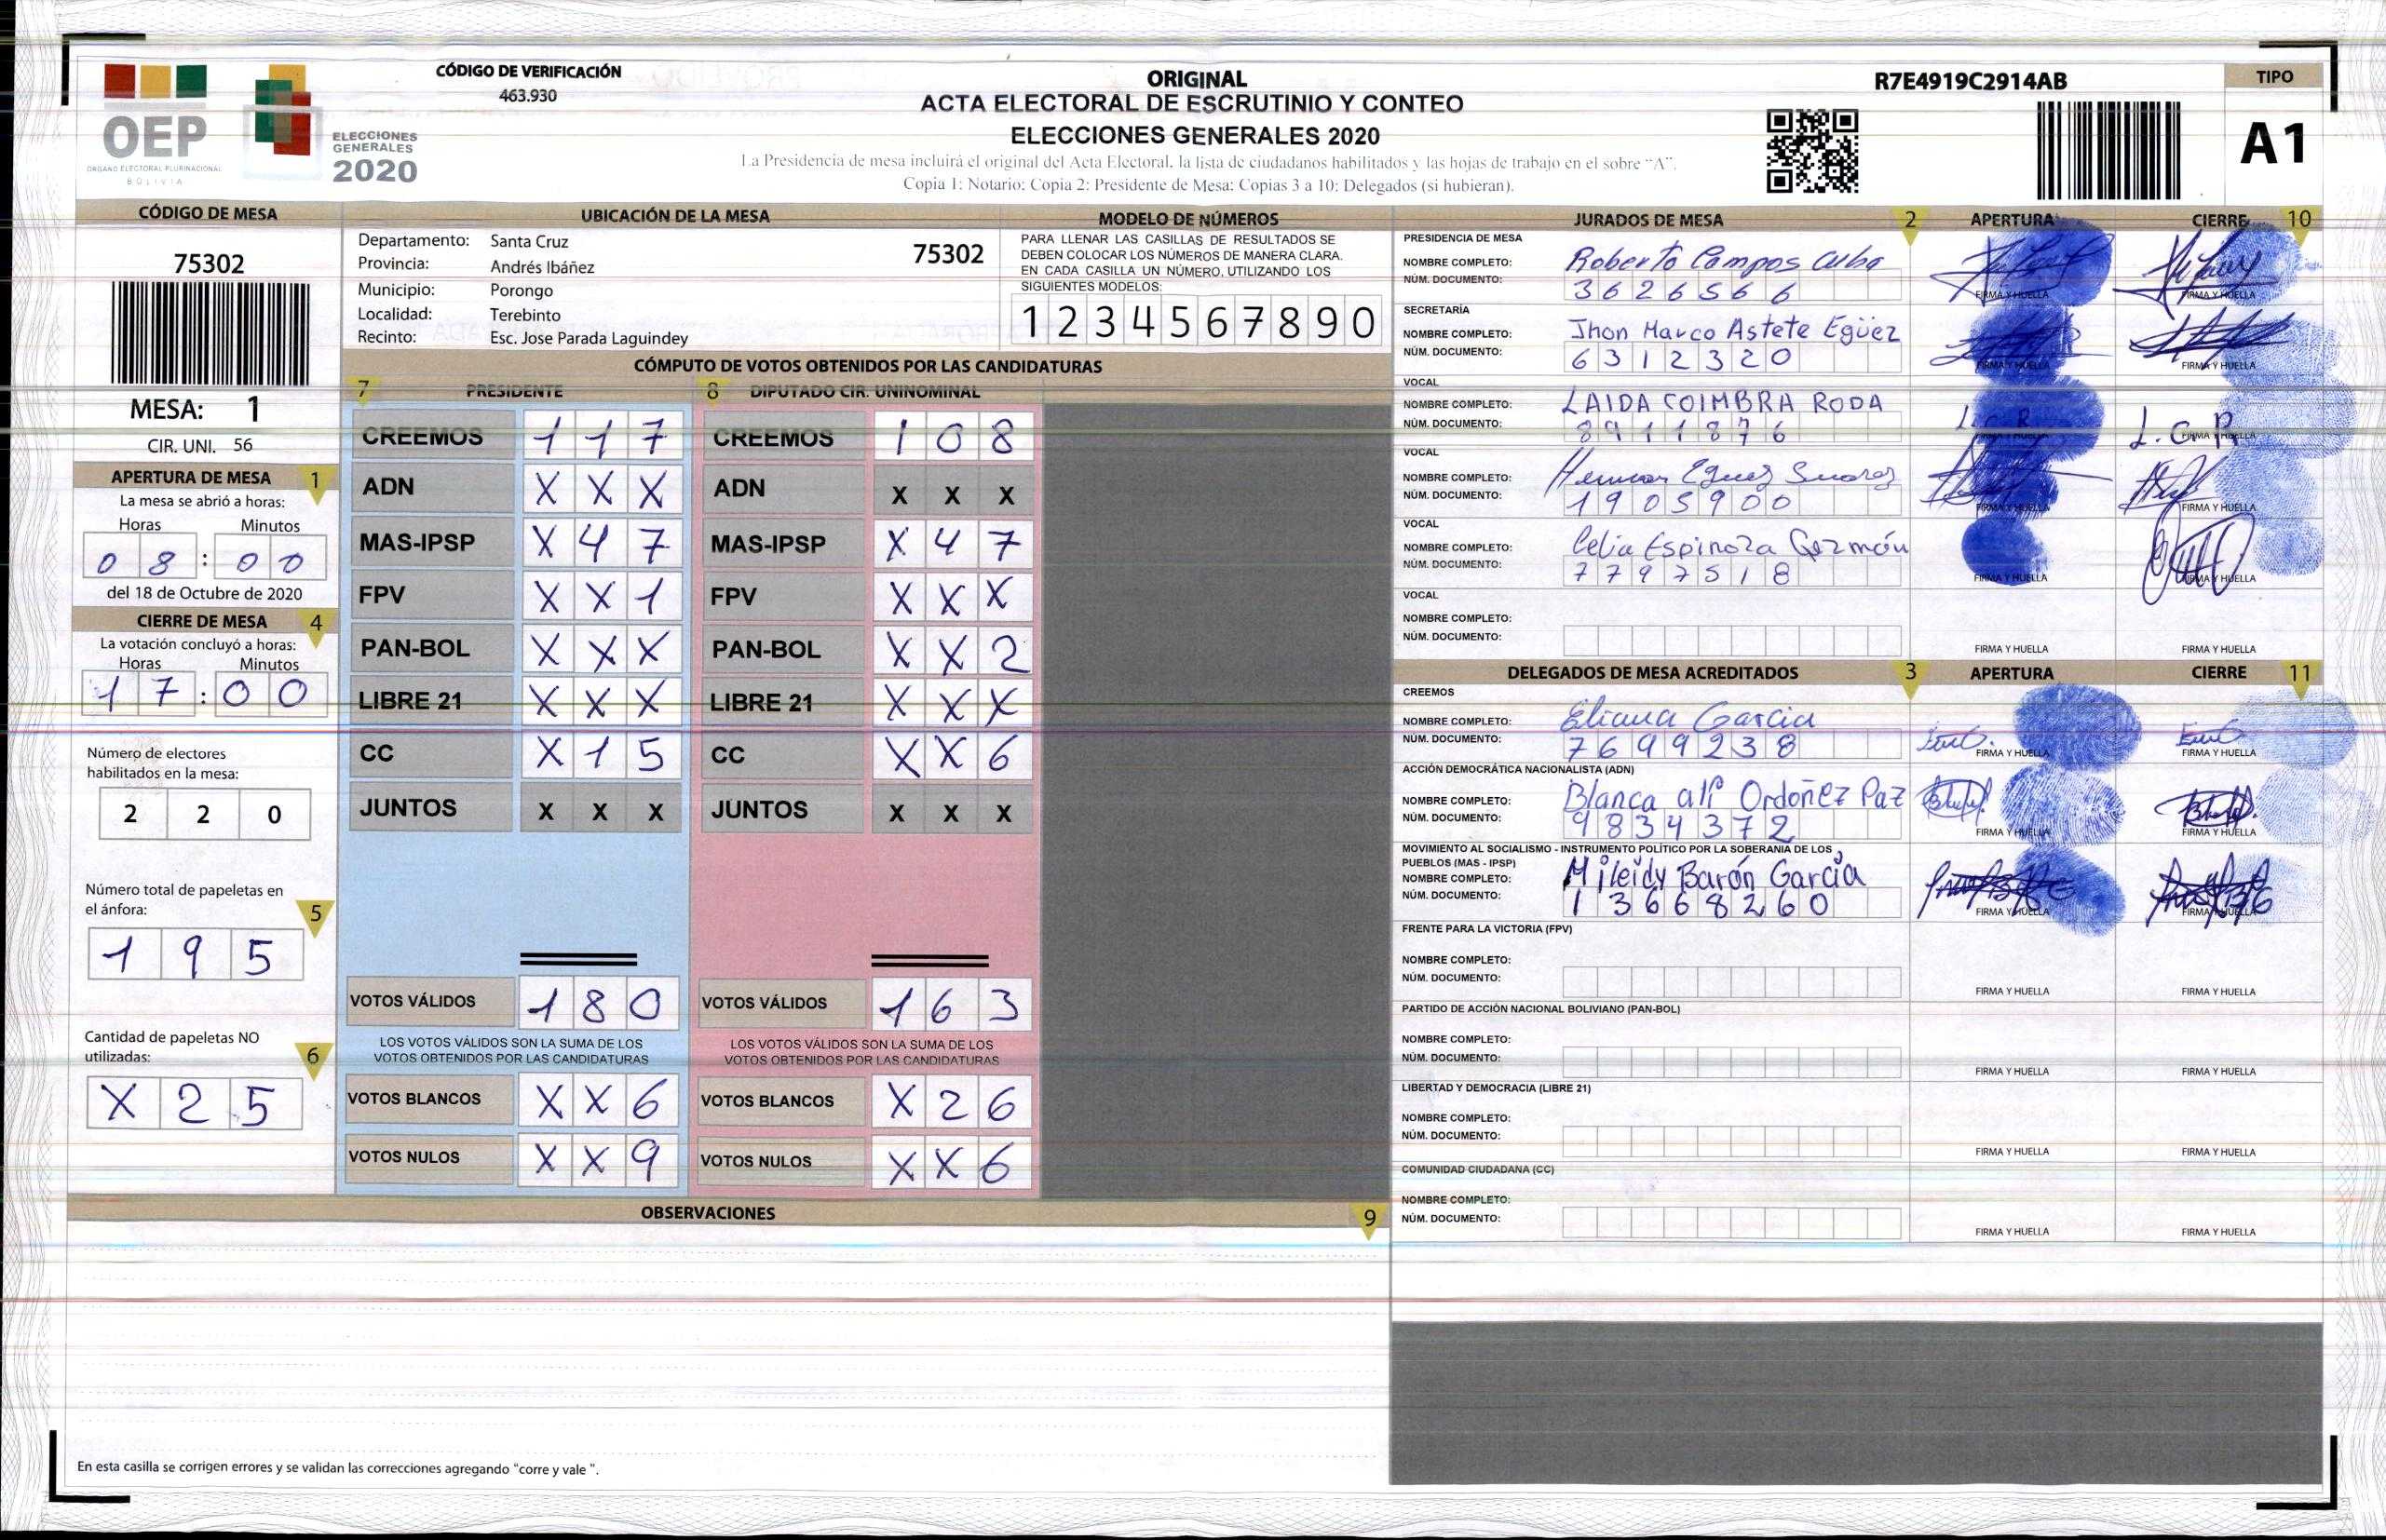 CÓDIGO DE VERIFICACIÓN
463.930
OEP
ÓRGANO ELECTORAL PLURINACIONAL
BOLIVIA
ELECCIONES
GENERALES
2020
ORIGINAL
ACTA ELECTORAL DE ESCRUTINIO Y CONTEO
ELECCIONES GENERALES 2020
La Presidencia de mesa incluirá el original del Acta Electoral, la lista de ciudadanos habilitados y las hojas de trabajo en el sobre “A”.
Copia 1: Notario; Copia 2: Presidente de Mesa; Copias 3 a 10: Delegados (si hubieran).
R7E4919C2914AB
TIPO
A1
CÓDIGO DE MESA
75302
MESA: 1
CIR. UNI. 56
APERTURA DE MESA 1
La mesa se abrió a horas:
Horas Minutos
0 8 : 0 0
del 18 de Octubre de 2020
CIERRE DE MESA 4
La votación concluyó a horas:
Horas Minutos
1 7 : 0 0
Número de electores
habilitados en la mesa:
2 2 0
Número total de papeletas en
el ánfora: 5
1 9 5
Cantidad de papeletas NO
utilizadas: 6
X 2 5
UBICACIÓN DE LA MESA
Departamento: Santa Cruz 75302
Provincia: Andrés Ibáñez
Municipio: Porongo
Localidad: Terebinto
Recinto: Esc. Jose Parada Laguindey
MODELO DE NÚMEROS
PARA LLENAR LAS CASILLAS DE RESULTADOS SE
DEBEN COLOCAR LOS NÚMEROS DE MANERA CLARA.
EN CADA CASILLA UN NÚMERO, UTILIZANDO LOS
SIGUIENTES MODELOS:
1 2 3 4 5 6 7 8 9 0
CÓMPUTO DE VOTOS OBTENIDOS POR LAS CANDIDATURAS
7 PRESIDENTE 8 DIPUTADO CIR. UNINOMINAL
CREEMOS 1 1 7 CREEMOS 1 0 8
ADN X X X ADN X X X
MAS-IPSP X 4 7 MAS-IPSP X 4 7
FPV X X 1 FPV X X X
PAN-BOL X X X PAN-BOL X X 2
LIBRE 21 X X X LIBRE 21 X X X
CC X 1 5 CC X X 6
JUNTOS X X X JUNTOS X X X
VOTOS VÁLIDOS 1 8 0 VOTOS VÁLIDOS 1 6 3
LOS VOTOS VÁLIDOS SON LA SUMA DE LOS
VOTOS OBTENIDOS POR LAS CANDIDATURAS
LOS VOTOS VÁLIDOS SON LA SUMA DE LOS
VOTOS OBTENIDOS POR LAS CANDIDATURAS
VOTOS BLANCOS X X 6 VOTOS BLANCOS X 2 6
VOTOS NULOS X X 9 VOTOS NULOS X X 6
OBSERVACIONES 9
En esta casilla se corrigen errores y se validan las correcciones agregando "corre y vale ".
JURADOS DE MESA 2 APERTURA CIERRE 10
PRESIDENCIA DE MESA
NOMBRE COMPLETO: Roberto Campos Cuba
NÚM. DOCUMENTO: 3 6 2 6 5 6 6 FIRMA Y HUELLA FIRMA Y HUELLA
SECRETARÍA
NOMBRE COMPLETO: Jhon Marco Astete Egüez
NÚM. DOCUMENTO: 6 3 1 2 3 2 0 FIRMA Y HUELLA FIRMA Y HUELLA
VOCAL
NOMBRE COMPLETO: LAIDA COIMBRA RODA
NÚM. DOCUMENTO: 8 9 1 1 8 7 6 L. C. R FIRMA Y HUELLA L. C. R FIRMA Y HUELLA
VOCAL
NOMBRE COMPLETO: Herman Eguez Suarez
NÚM. DOCUMENTO: 1 9 0 5 9 0 0 FIRMA Y HUELLA FIRMA Y HUELLA
VOCAL
NOMBRE COMPLETO: Celia Espinoza Gezmán
NÚM. DOCUMENTO: 7 7 9 7 5 1 8 FIRMA Y HUELLA FIRMA Y HUELLA
VOCAL
NOMBRE COMPLETO:
NÚM. DOCUMENTO: FIRMA Y HUELLA FIRMA Y HUELLA
DELEGADOS DE MESA ACREDITADOS 3 APERTURA CIERRE 11
CREEMOS
NOMBRE COMPLETO: Eliana Garcia
NÚM. DOCUMENTO: 7 6 9 9 2 3 8 FIRMA Y HUELLA FIRMA Y HUELLA
ACCIÓN DEMOCRÁTICA NACIONALISTA (ADN)
NOMBRE COMPLETO: Blanca alí Ordoñez Paz
NÚM. DOCUMENTO: 9 8 3 4 3 7 2 FIRMA Y HUELLA FIRMA Y HUELLA
MOVIMIENTO AL SOCIALISMO - INSTRUMENTO POLÍTICO POR LA SOBERANIA DE LOS
PUEBLOS (MAS - IPSP)
NOMBRE COMPLETO: Mileidy Barón García
NÚM. DOCUMENTO: 1 3 6 6 8 2 6 0 FIRMA Y HUELLA FIRMA Y HUELLA
FRENTE PARA LA VICTORIA (FPV)
NOMBRE COMPLETO:
NÚM. DOCUMENTO: FIRMA Y HUELLA FIRMA Y HUELLA
PARTIDO DE ACCIÓN NACIONAL BOLIVIANO (PAN-BOL)
NOMBRE COMPLETO:
NÚM. DOCUMENTO: FIRMA Y HUELLA FIRMA Y HUELLA
LIBERTAD Y DEMOCRACIA (LIBRE 21)
NOMBRE COMPLETO:
NÚM. DOCUMENTO: FIRMA Y HUELLA FIRMA Y HUELLA
COMUNIDAD CIUDADANA (CC)
NOMBRE COMPLETO:
NÚM. DOCUMENTO: FIRMA Y HUELLA FIRMA Y HUELLA